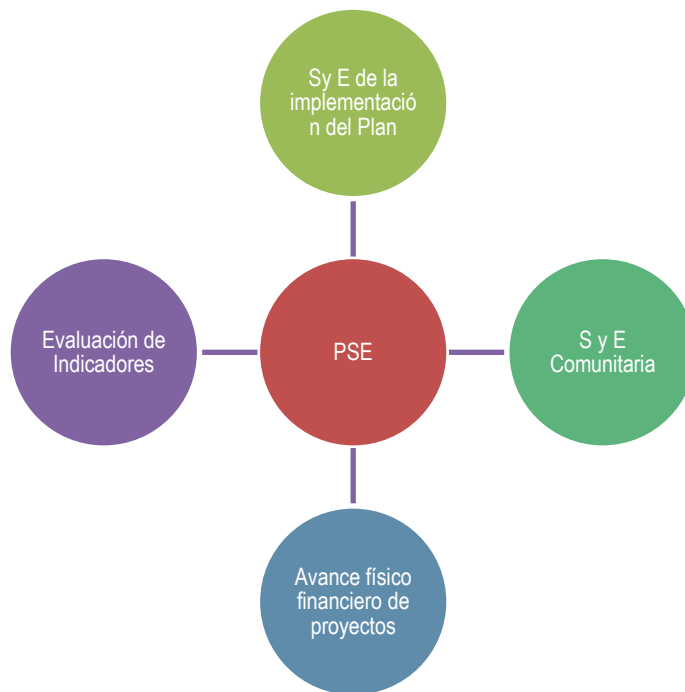 Sy E de la
implementació
n del Plan
Evaluación de
Indicadores
PSE
S y E
Comunitaria
Avance físico
financiero de
proyectos